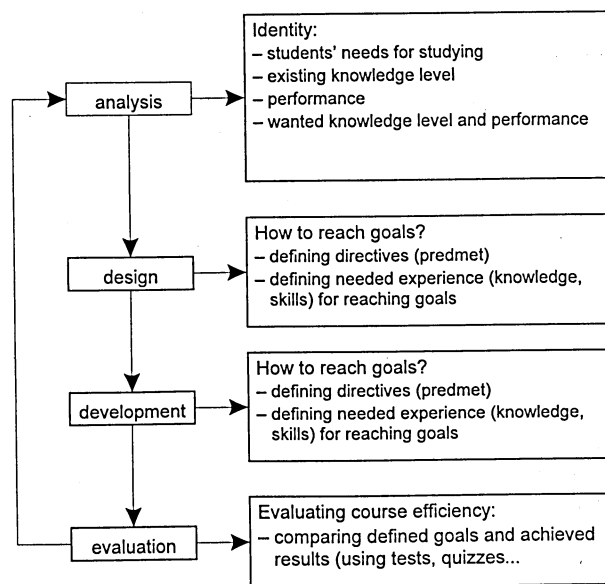 Identity:
– students' needs for studying
– existing knowledge level
– performance
– wanted knowledge level and performance
analysis
How to reach goals?
– defining directives (predmet)
– defining needed experience (knowledge,
skills) for reaching goals
design
How to reach goals?
– defining directives (predmet)
– defining needed experience (knowledge,
skills) for reaching goals
development
Evaluating course efficiency:
– comparing defined goals and achieved
results (using tests, quizzes...
evaluation